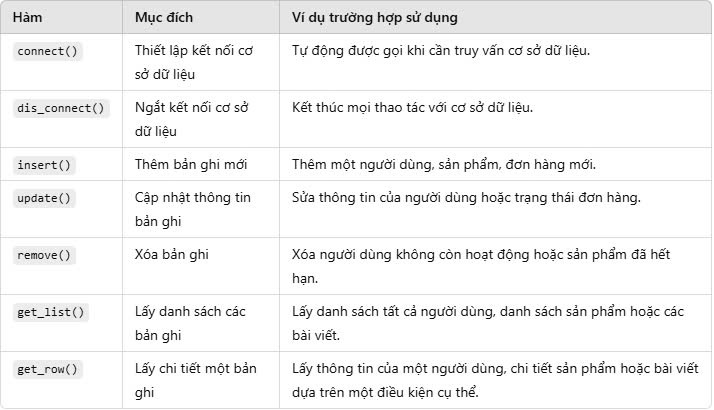 Hàm Mục đích Ví dụ trường hợp sử dụng
connect() Thiết lập kết nối cơ Tự động được gọi khi cần truy vấn cơ sở dữ liệu.
sở dữ liệu
dis_connect() Ngắt kết nối cơ sở Kết thúc mọi thao tác với cơ sở dữ liệu.
dữ liệu
insert() Thêm bản ghi mới Thêm một người dùng, sản phẩm, đơn hàng mới.
update() Cập nhật thông tin Sửa thông tin của người dùng hoặc trạng thái đơn hàng.
bản ghi
remove() Xóa bản ghi Xóa người dùng không còn hoạt động hoặc sản phẩm đã hết
hạn.
get_list() Lấy danh sách các Lấy danh sách tất cả người dùng, danh sách sản phẩm hoặc các
bản ghi bài viết.
get_row() Lấy chi tiết một bản Lấy thông tin của một người dùng, chi tiết sản phẩm hoặc bài viết
ghi dựa trên một điều kiện cụ thể.